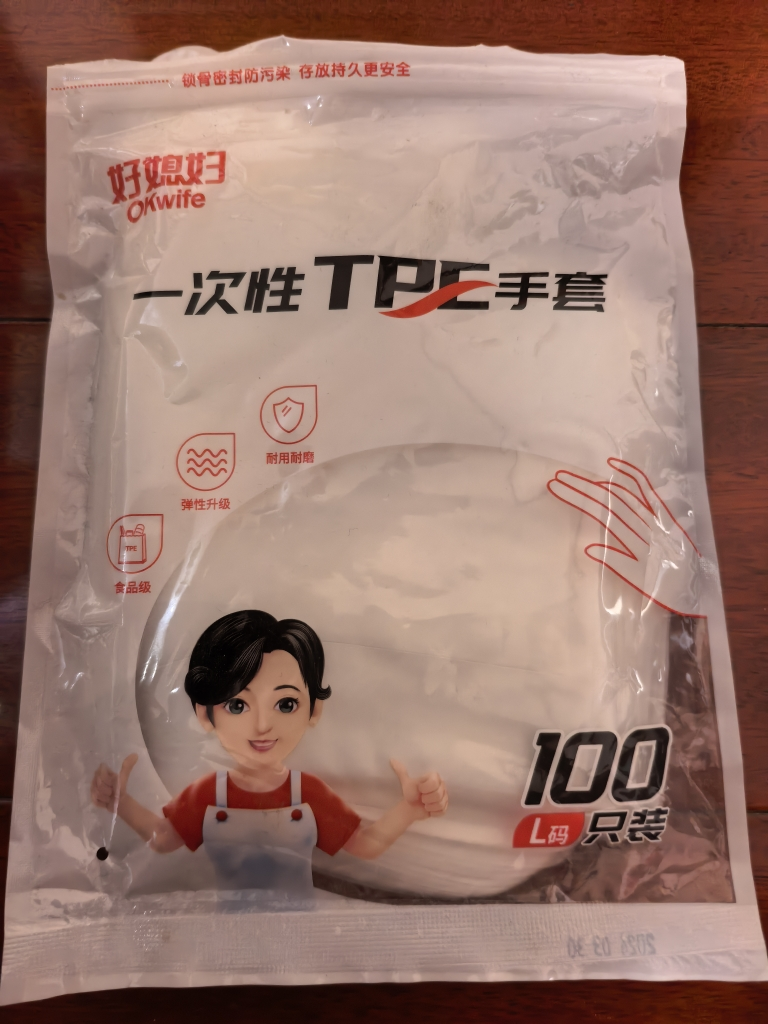 锁骨密封防污染 存放持久更安全
好媳妇
OKwife
一次性TPE手套
耐用耐磨
弹性升级
TPE
食品级
100
L码 只装